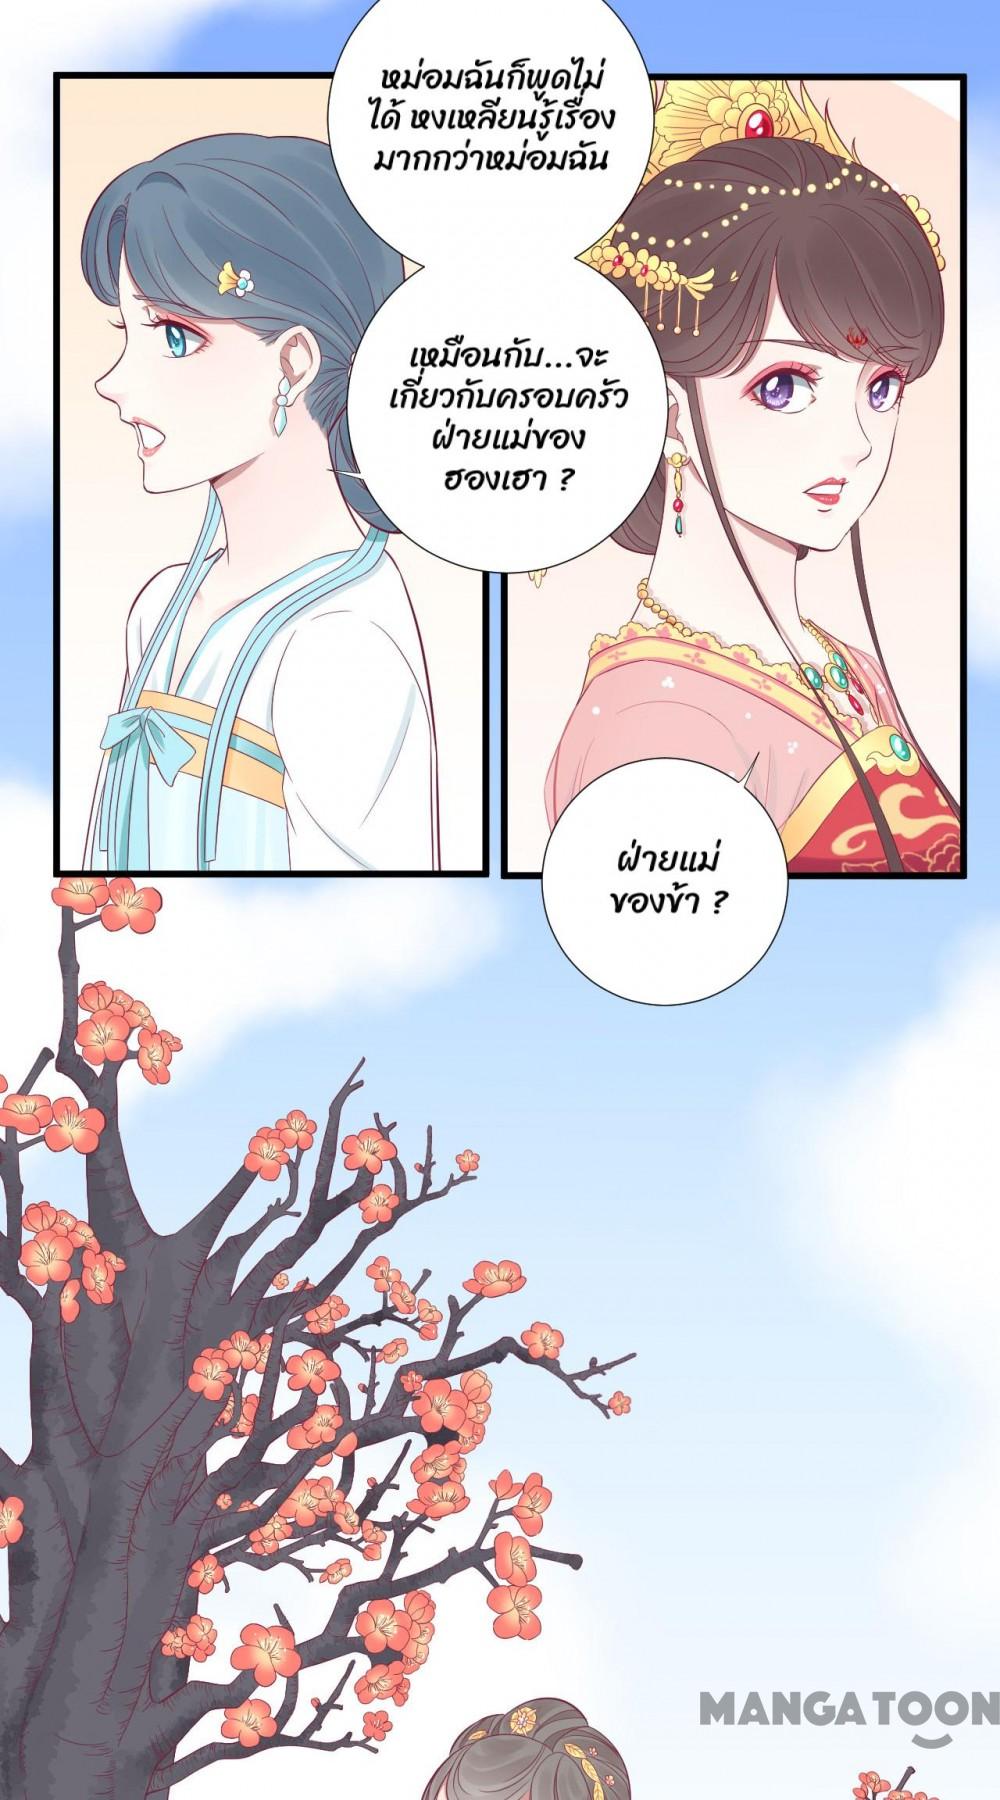 หม่อมฉันก็พูดไม่
ได้ หงเหลียนรู้เรื่อง
มากกว่าหม่อมฉัน
เหมือนกับ...จะ
เกี่ยวกับครอบครัว
ฝ่ายแม่ของ
ฮองเฮา ?
ฝ่ายแม่
ของข้า ?
MANGATOON